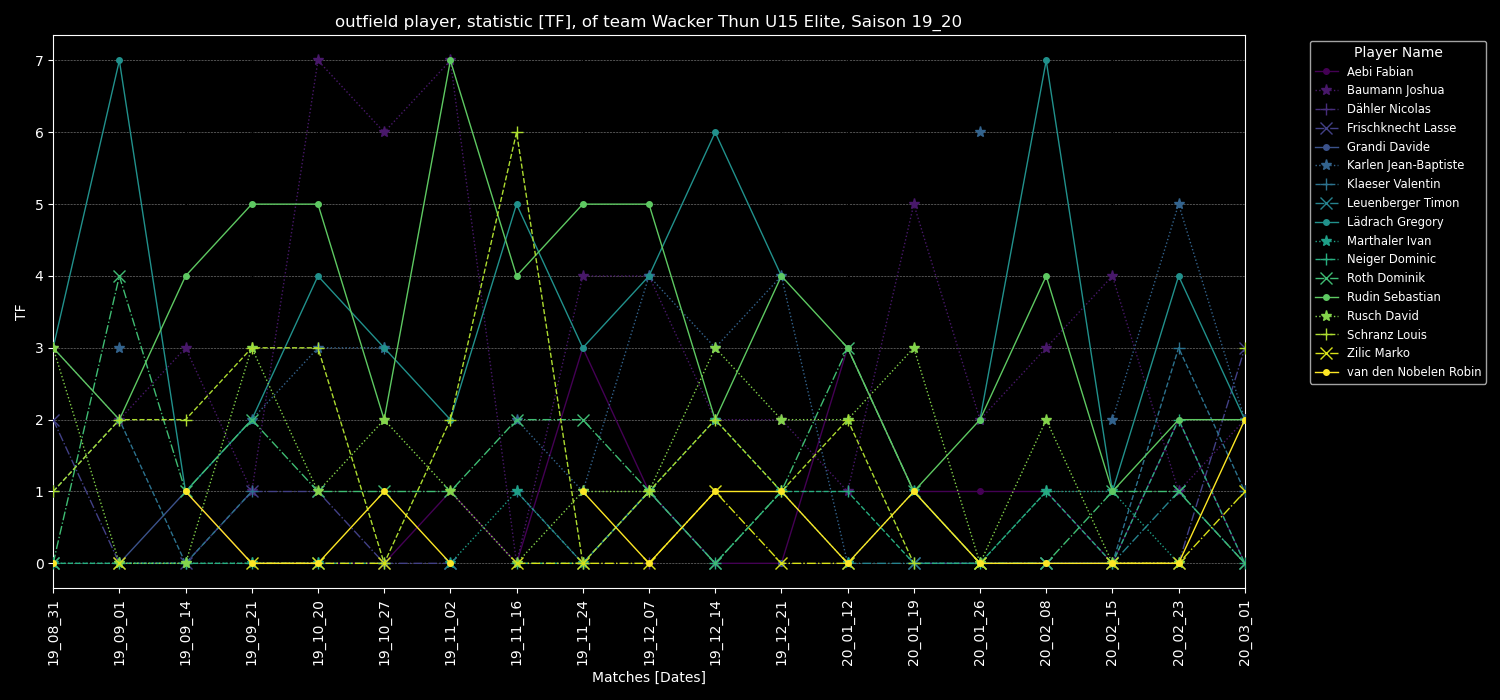 outfield player, statistic [TF], of team Wacker Thun U15 Elite, Saison 19_20
TF
7
6
5
4
3
2
1
0
19_08_31
19_09_01
19_09_14
19_09_21
19_10_20
19_10_27
19_11_02
19_11_16
19_11_24
19_12_07
19_12_14
19_12_21
20_01_12
20_01_19
20_01_26
20_02_08
20_02_15
20_02_23
20_03_01
Matches [Dates]
Player Name
Aebi Fabian
Baumann Joshua
Dähler Nicolas
Frischknecht Lasse
Grandi Davide
Karlen Jean-Baptiste
Klaeser Valentin
Leuenberger Timon
Lädrach Gregory
Marthaler Ivan
Neiger Dominic
Roth Dominik
Rudin Sebastian
Rusch David
Schranz Louis
Zilic Marko
van den Nobelen Robin